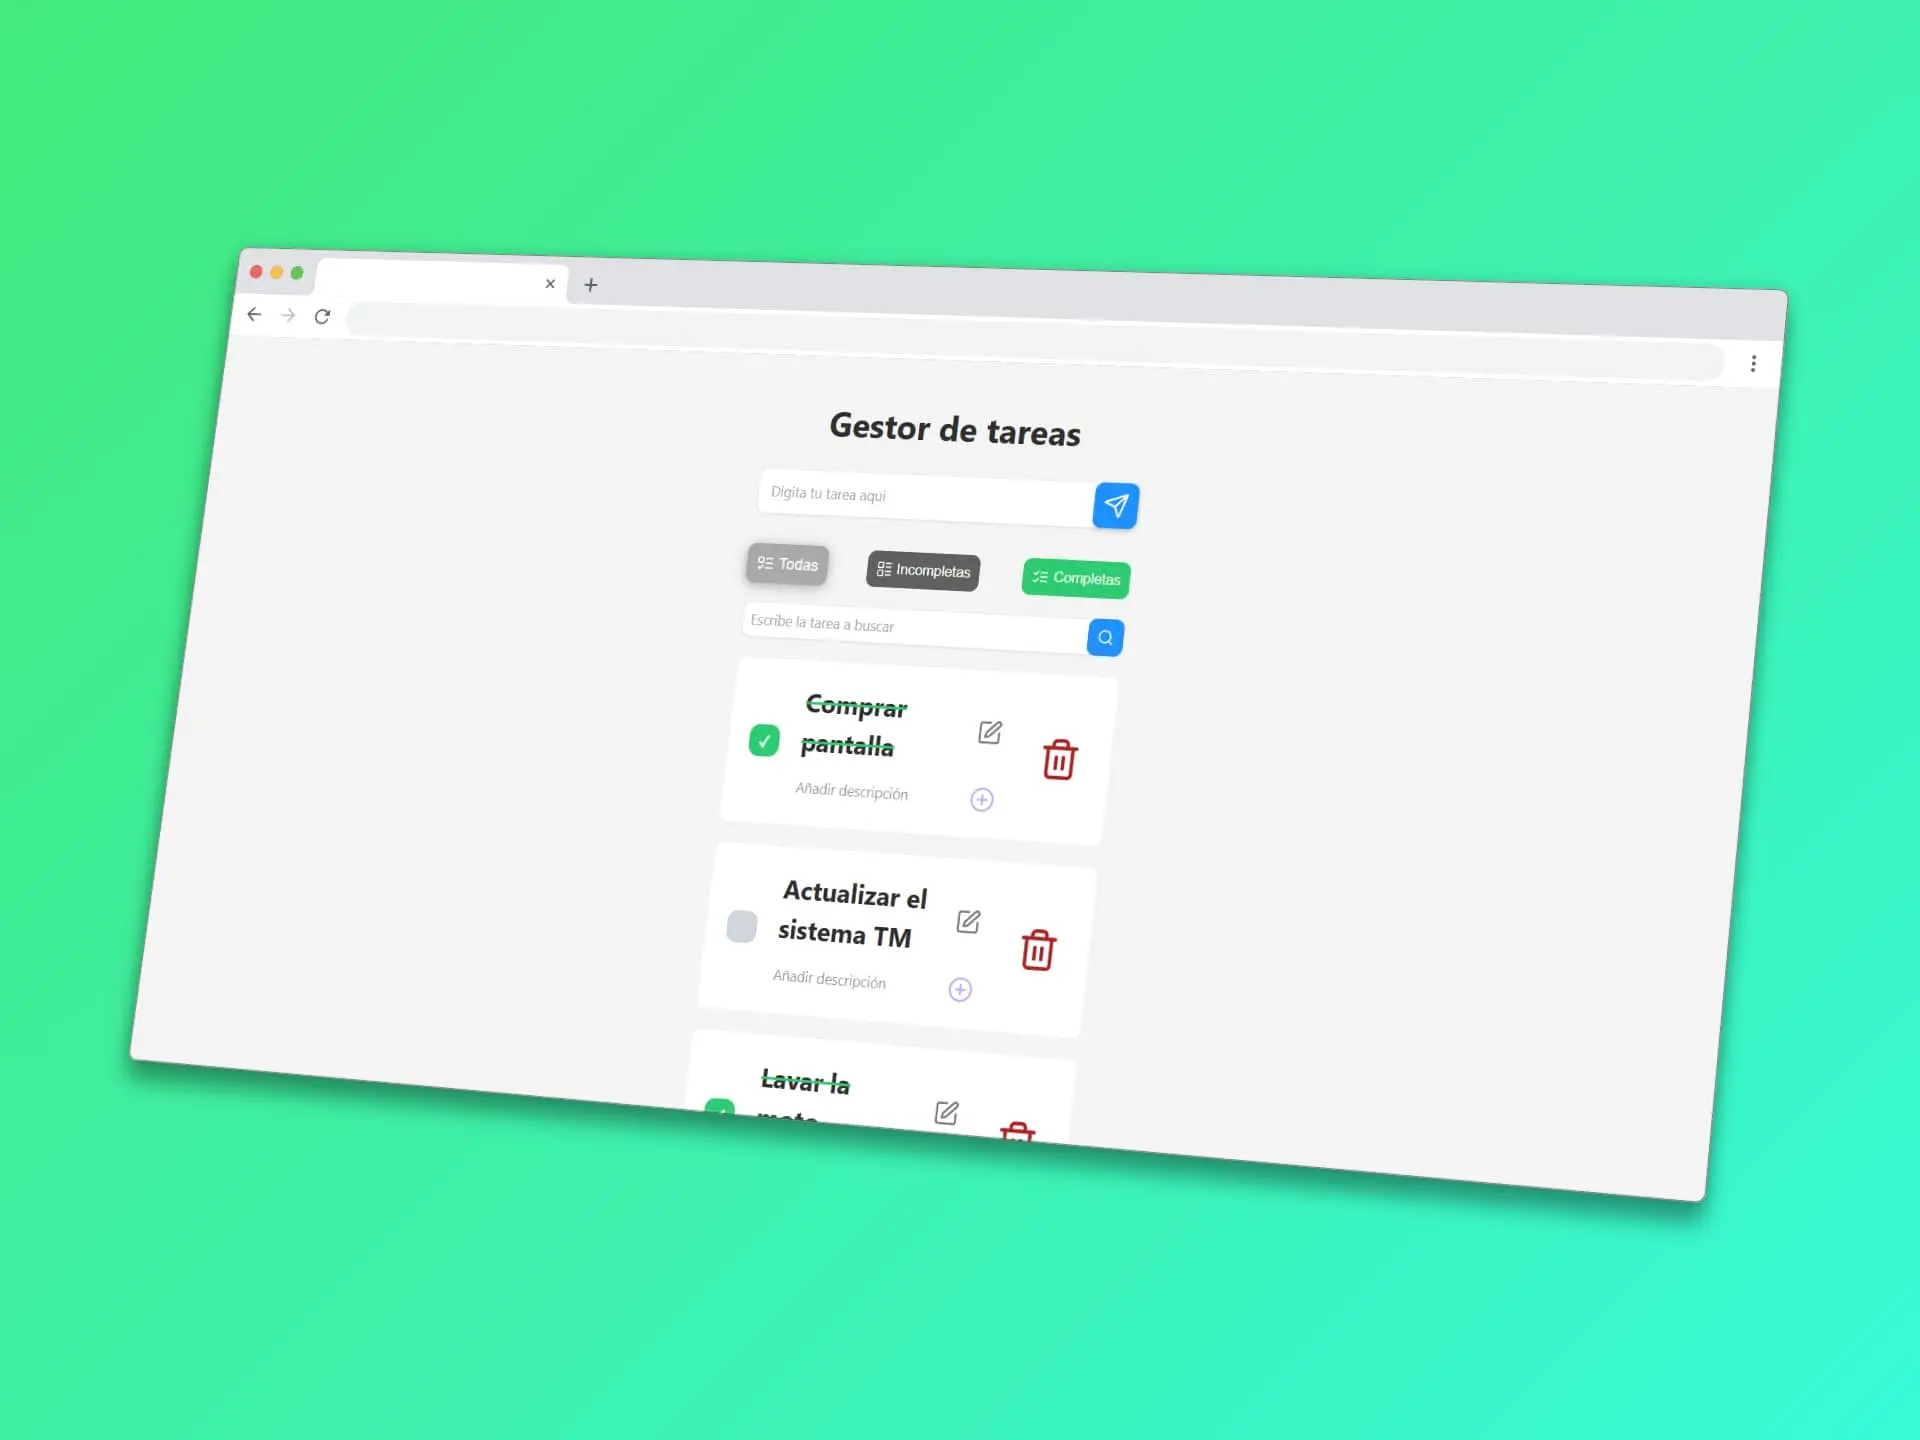 Gestor de tareas
Digita tu tarea aquí
Todas
Incompletas
Completas
Escribe la tarea a buscar
Comprar
pantalla
Añadir descripción
Actualizar el
sistema TM
Añadir descripción
Lavar la
moto